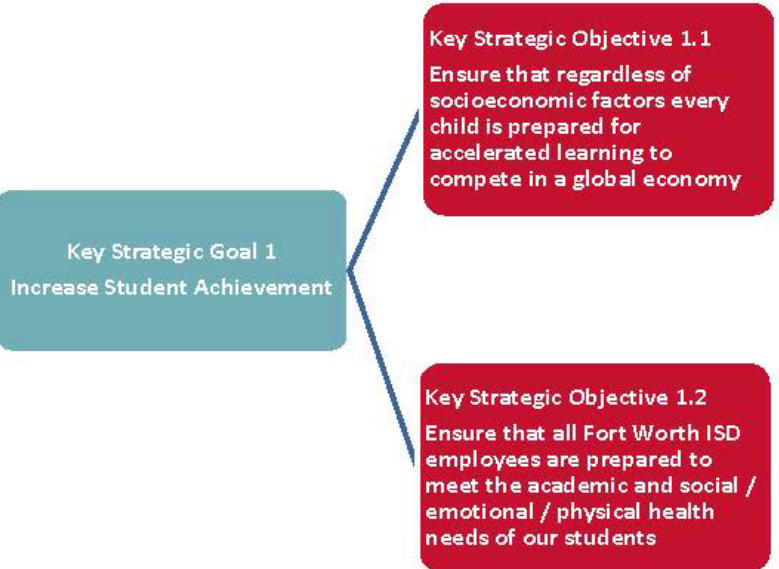 Key Strategic Goal 1
Increase Student Achievement
Key Strategic Objective 1.1
Ensure that regardless of
socioeconomic factors every
child is prepared for
accelerated learning to
compete in a global economy
Key Strategic Objective 1.2
Ensure that all Fort Worth ISD
employees are prepared to
meet the academic and social /
emotional / physical health
needs of our students